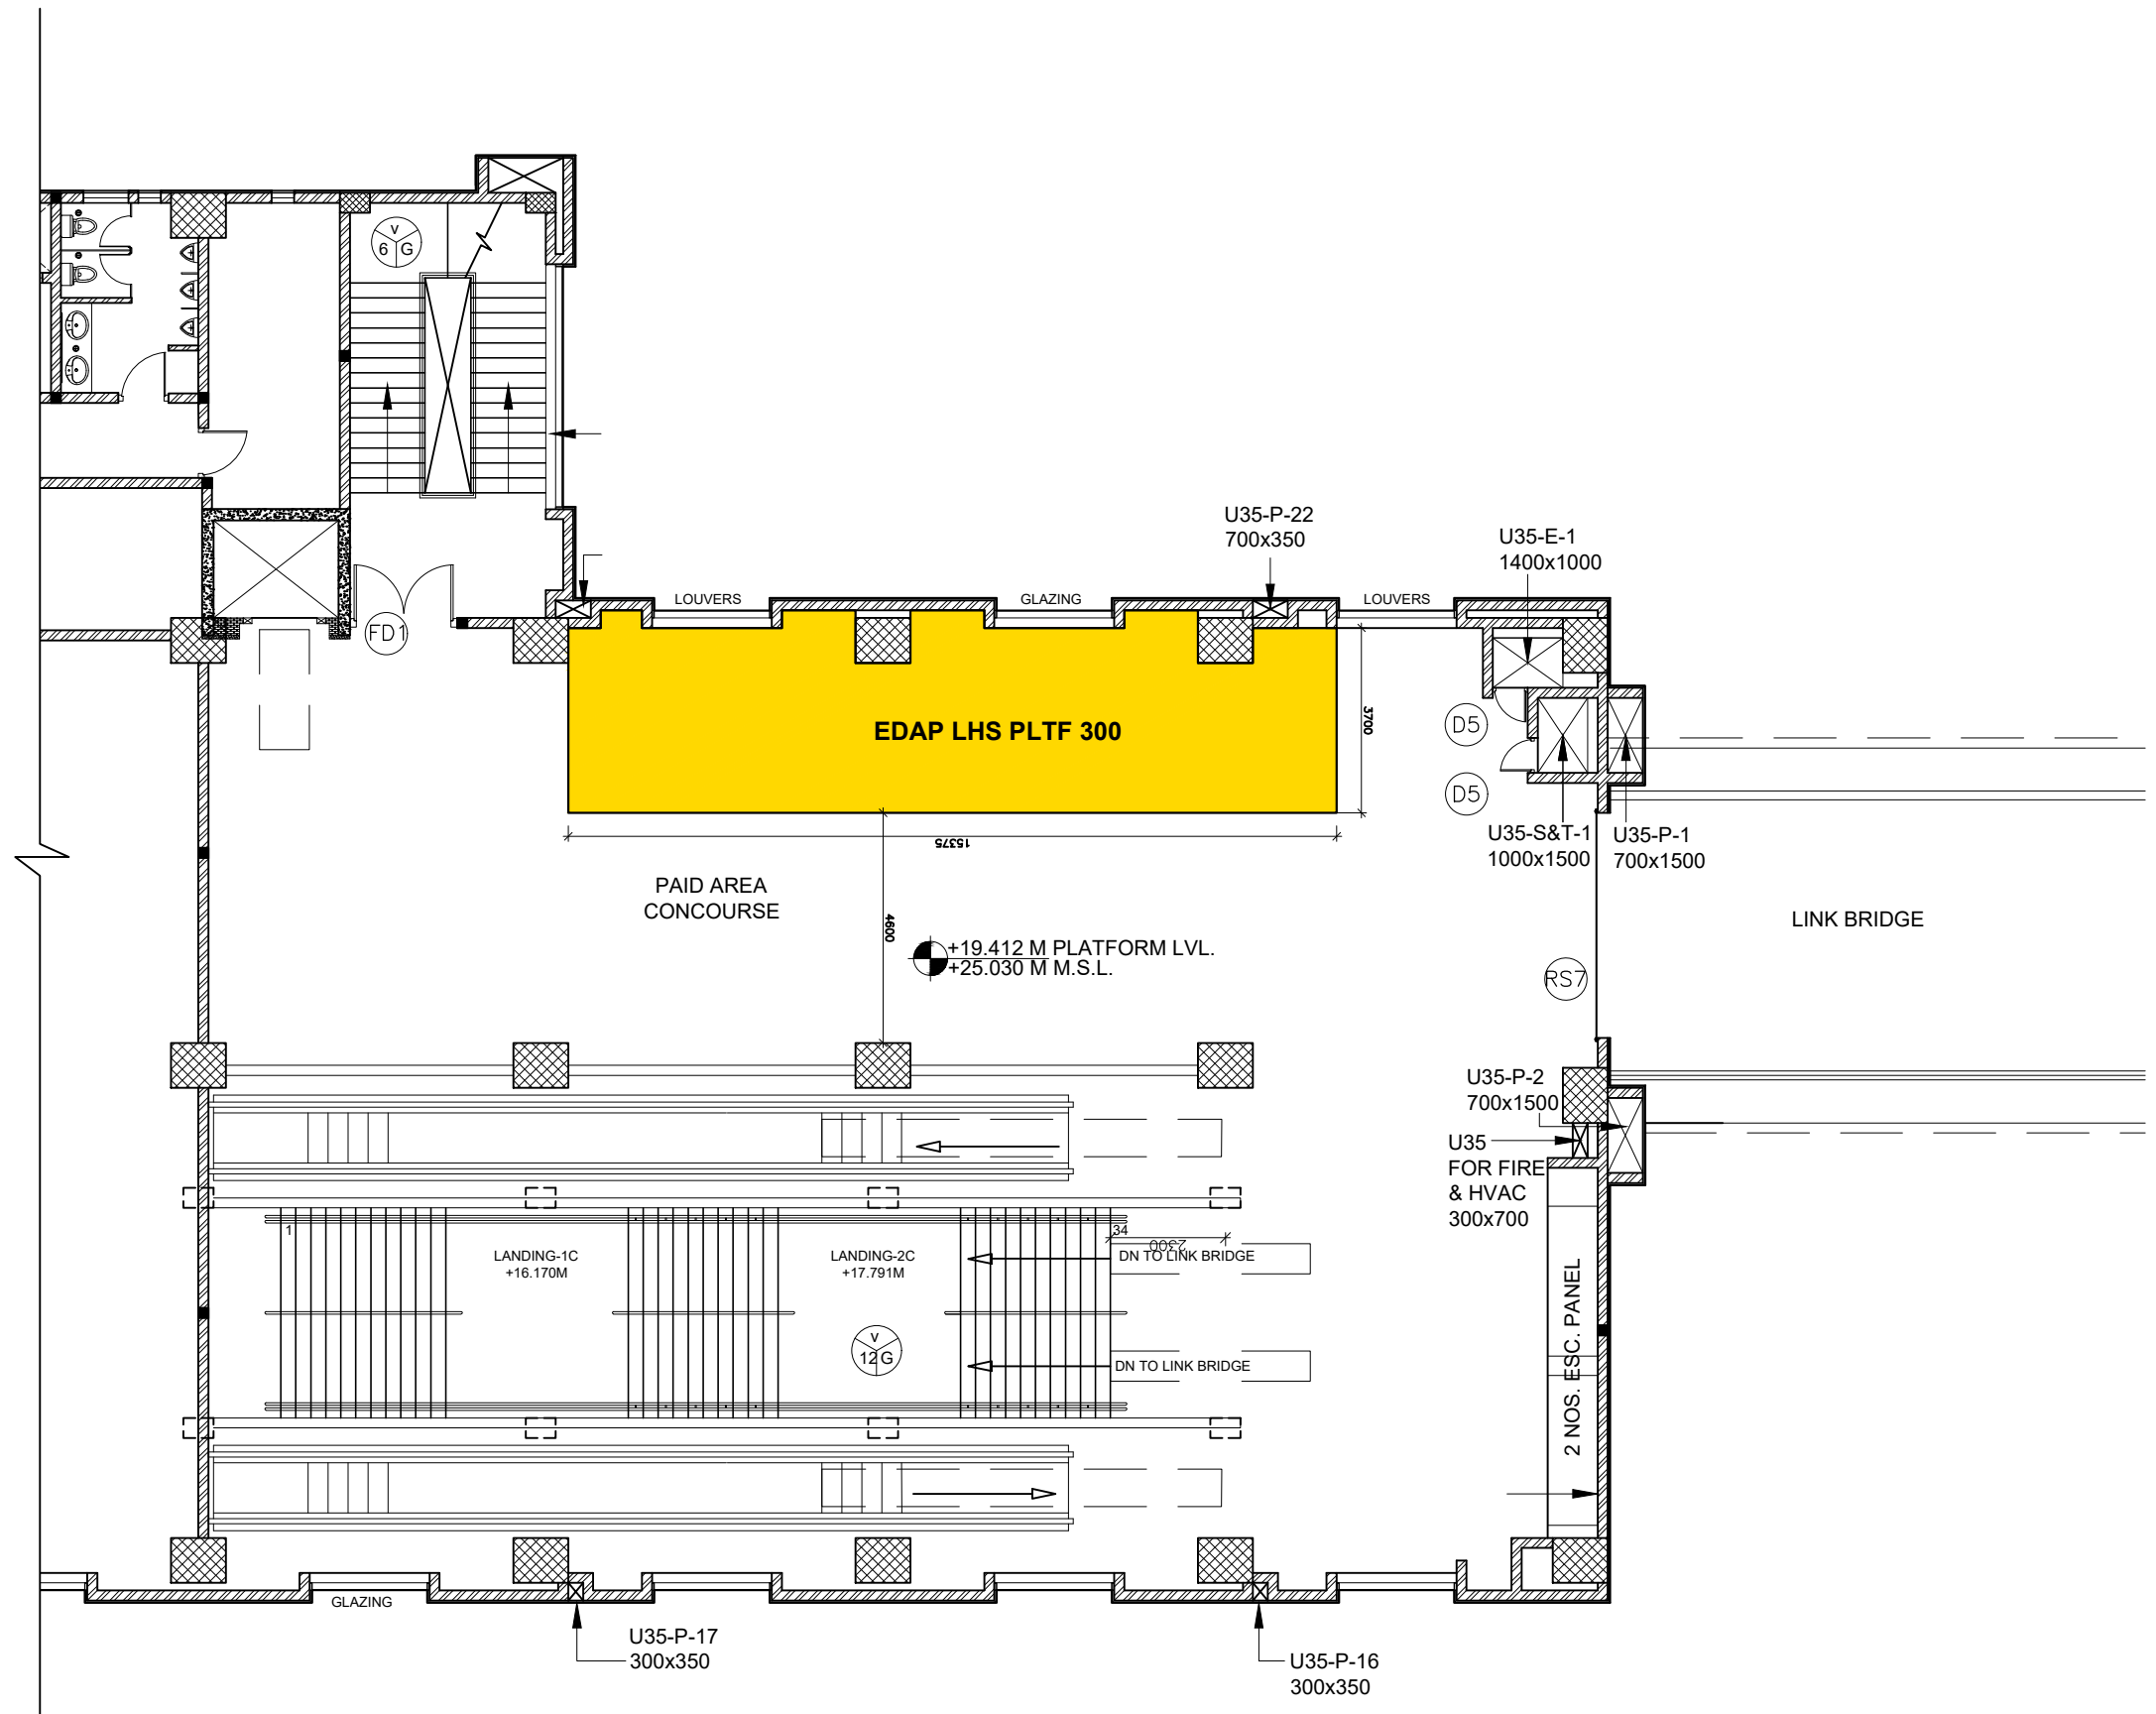 V
6 G
U35-P-22
700x350
U35-E-1
1400x1000
LOUVERS
GLAZING
LOUVERS
FD1
EDAP LHS PLTF 300
3700
D5
D5
15375
U35-S&T-1
1000x1500
U35-P-1
700x1500
PAID AREA
CONCOURSE
4600
+19.412 M PLATFORM LVL.
+25.030 M M.S.L.
LINK BRIDGE
RS7
U35-P-2
700x1500
U35
FOR FIRE
& HVAC
300x700
1
34
2300
LANDING-1C
+16.170M
LANDING-2C
+17.791M
DN TO LINK BRIDGE
V
12 G
DN TO LINK BRIDGE
2 NOS. ESC. PANEL
GLAZING
U35-P-17
300x350
U35-P-16
300x350